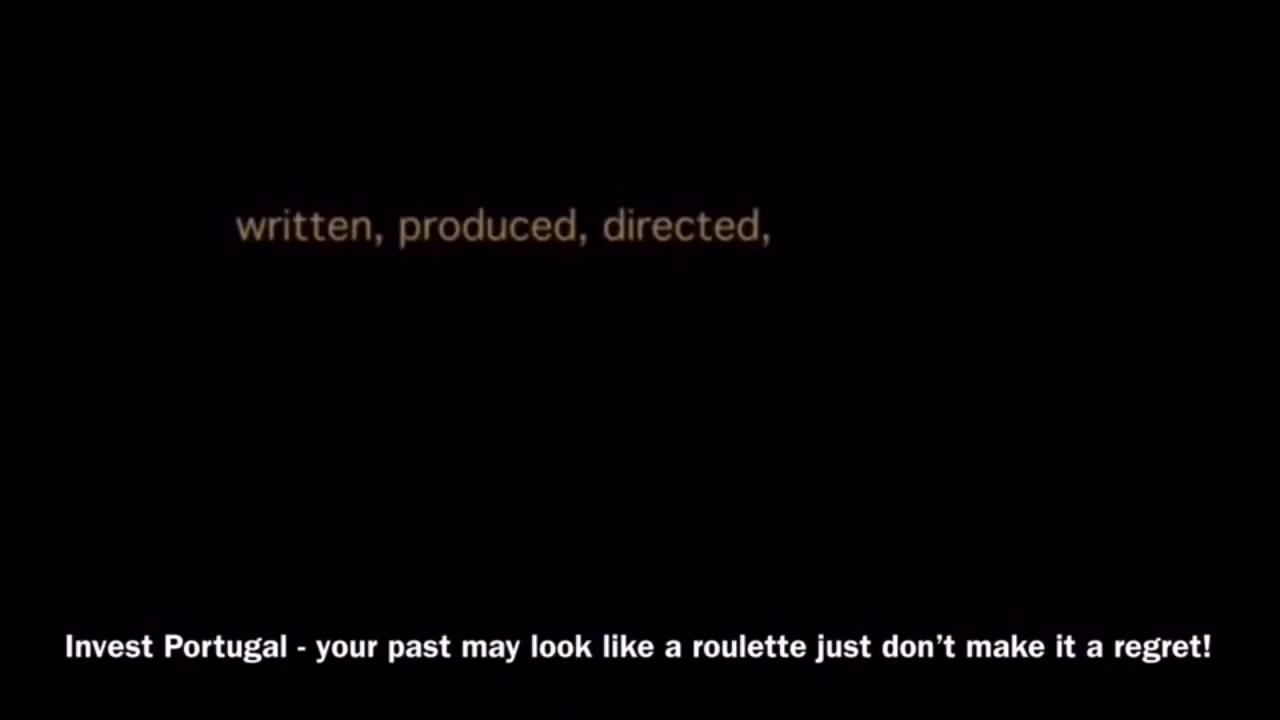 written, produced, directed,
Invest Portugal - your past may look like a roulette just don’t make it a regret!